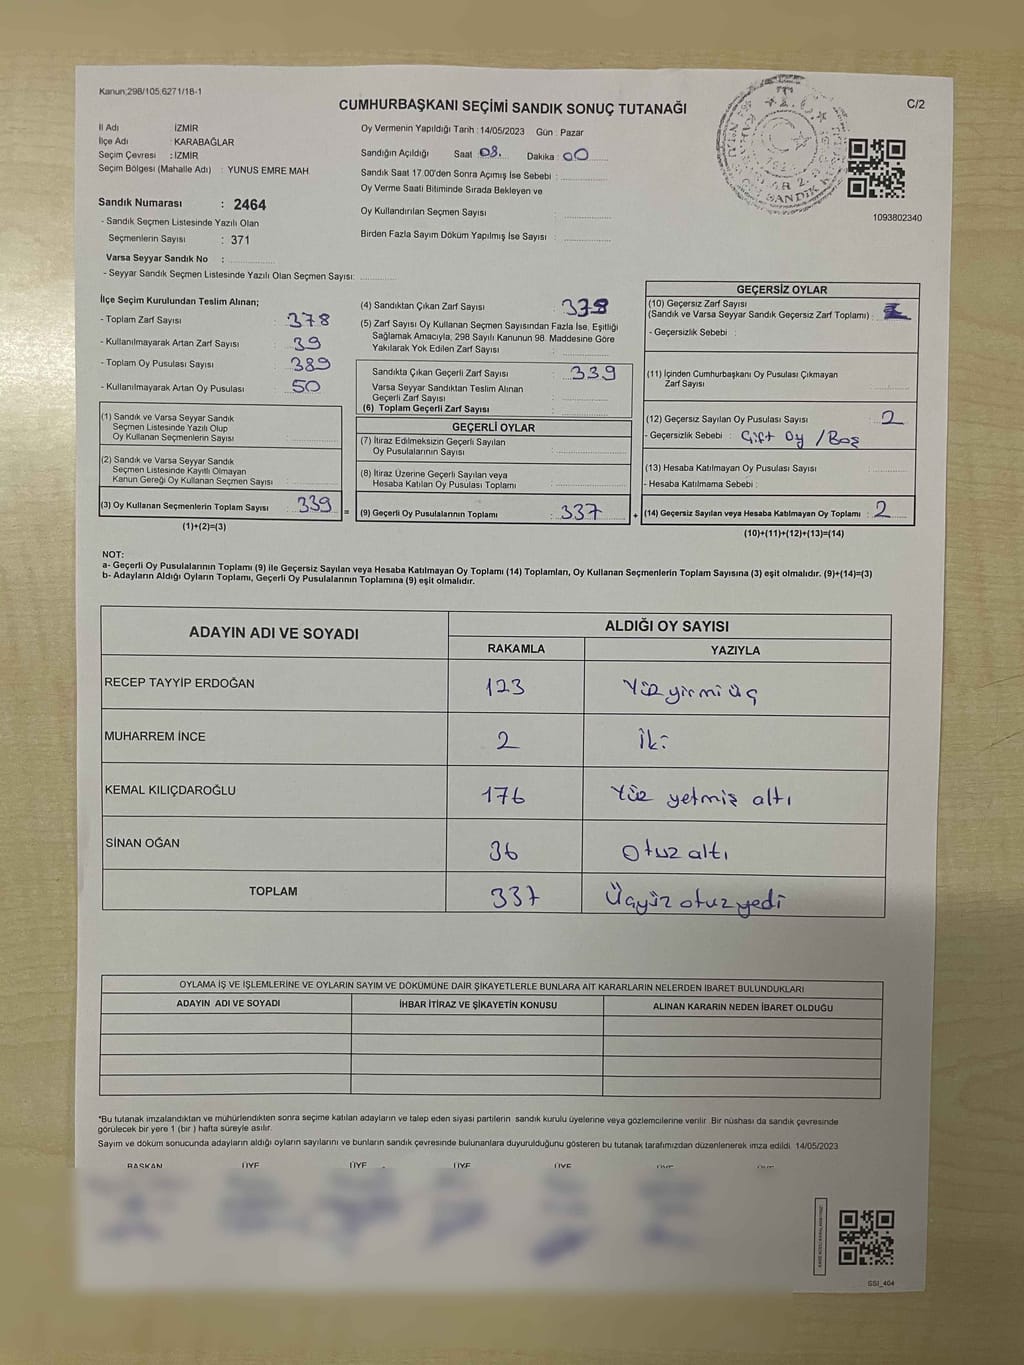 Kanun;298/105,6271/18-1
C/2
CUMHURBAŞKANI SEÇİMİ SANDIK SONUÇ TUTANAĞI
İl Adı İZMİR
İlçe Adı : KARABAĞLAR
Seçim Çevresi : İZMİR
Seçim Bölgesi (Mahalle Adı) : YUNUS EMRE MAH
Sandık Numarası : 2464
- Sandık Seçmen Listesinde Yazılı Olan
Seçmenlerin Sayısı : 371
Varsa Seyyar Sandık No :
- Seyyar Sandık Seçmen Listesinde Yazılı Olan Seçmen Sayısı:
Oy Vermenin Yapıldığı Tarih : 14/05/2023 Gün : Pazar
Sandığın Açıldığı Saat 08. Dakika : 00
Sandık Saat 17.00'den Sonra Açımış İse Sebebi :
Oy Verme Saati Bitiminde Sırada Bekleyen ve
Oy Kullandırılan Seçmen Sayısı :
Birden Fazla Sayım Döküm Yapılmış İse Sayısı :
1093802340
İlçe Seçim Kurulundan Teslim Alınan;
- Toplam Zarf Sayısı : 378
- Kullanılmayarak Artan Zarf Sayısı : 39
- Toplam Oy Pusulası Sayısı : 389
- Kullanılmayarak Artan Oy Pusulası : 50
(1) Sandık ve Varsa Seyyar Sandık
Seçmen Listesinde Yazılı Olup
Oy Kullanan Seçmenlerin Sayısı :
(2) Sandık ve Varsa Seyyar Sandık
Seçmen Listesinde Kayıtlı Olmayan
Kanun Gereği Oy Kullanan Seçmen Sayısı :
(3) Oy Kullanan Seçmenlerin Toplam Sayısı : 339
(1)+(2)=(3)
(4) Sandıktan Çıkan Zarf Sayısı :
(5) Zarf Sayısı Oy Kullanan Seçmen Sayısından Fazla İse, Eşitliği
Sağlamak Amacıyla, 298 Sayılı Kanunun 98. Maddesine Göre
Yakılarak Yok Edilen Zarf Sayısı :
Sandıkta Çıkan Geçerli Zarf Sayısı : 339
Varsa Seyyar Sandıktan Teslim Alınan
Geçerli Zarf Sayısı :
(6) Toplam Geçerli Zarf Sayısı :
GEÇERLİ OYLAR
(7) İtiraz Edilmeksizin Geçerli Sayılan
Oy Pusulalarının Sayısı :
(8) İtiraz Üzerine Geçerli Sayılan veya
Hesaba Katılan Oy Pusulası Toplamı :
= (9) Geçerli Oy Pusulalarının Toplamı : 337
GEÇERSİZ OYLAR
(10) Geçersiz Zarf Sayısı
(Sandık ve Varsa Seyyar Sandık Geçersiz Zarf Toplamı) :
- Geçersizlik Sebebi :
(11) İçinden Cumhurbaşkanı Oy Pusulası Çıkmayan
Zarf Sayısı :
(12) Geçersiz Sayılan Oy Pusulası Sayısı : 2
- Geçersizlik Sebebi : Çift Oy / Boş
(13) Hesaba Katılmayan Oy Pusulası Sayısı :
- Hesaba Katılmama Sebebi :
+ (14) Geçersiz Sayılan veya Hesaba Katılmayan Oy Toplamı : 2
(10)+(11)+(12)+(13)=(14)
NOT:
a- Geçerli Oy Pusulalarının Toplamı (9) ile Geçersiz Sayılan veya Hesaba Katılmayan Oy Toplamı (14) Toplamları, Oy Kullanan Seçmenlerin Toplam Sayısına (3) eşit olmalıdır. (9)+(14)=(3)
b- Adayların Aldığı Oyların Toplamı, Geçerli Oy Pusulalarının Toplamına (9) eşit olmalıdır.
ADAYIN ADI VE SOYADI ALDIĞI OY SAYISI
RAKAMLA YAZIYLA
RECEP TAYYİP ERDOĞAN 123 Yüz yirmi üç
MUHARREM İNCE 2 İki
KEMAL KILIÇDAROĞLU 176 Yüz yetmiş altı
SİNAN OĞAN 36 Otuz altı
TOPLAM 337 Üçyüz otuz yedi
OYLAMA İŞ VE İŞLEMLERİNE VE OYLARIN SAYIM VE DÖKÜMÜNE DAİR ŞİKAYETLERLE BUNLARA AİT KARARLARIN NELERDEN İBARET BULUNDUKLARI
ADAYIN ADI VE SOYADI İHBAR İTİRAZ VE ŞİKAYETİN KONUSU ALINAN KARARIN NEDEN İBARET OLDUĞU
*Bu tutanak imzalandıktan ve mühürlendikten sonra seçime katılan adayların ve talep eden siyasi partilerin sandık kurulu üyelerine veya gözlemcilerine verilir. Bir nüshası da sandık çevresinde
görülecek bir yere 1 (bir ) hafta süreyle asılır.
Sayım ve döküm sonucunda adayların aldığı oyların sayılarını ve bunların sandık çevresinde bulunanlara duyurulduğunu gösteren bu tutanak tarafımızdan düzenlenerek imza edildi. 14/05/2023
BAŞKAN ÜYE ÜYE ÜYE ÜYE ÜYE ÜYE
SSI_404